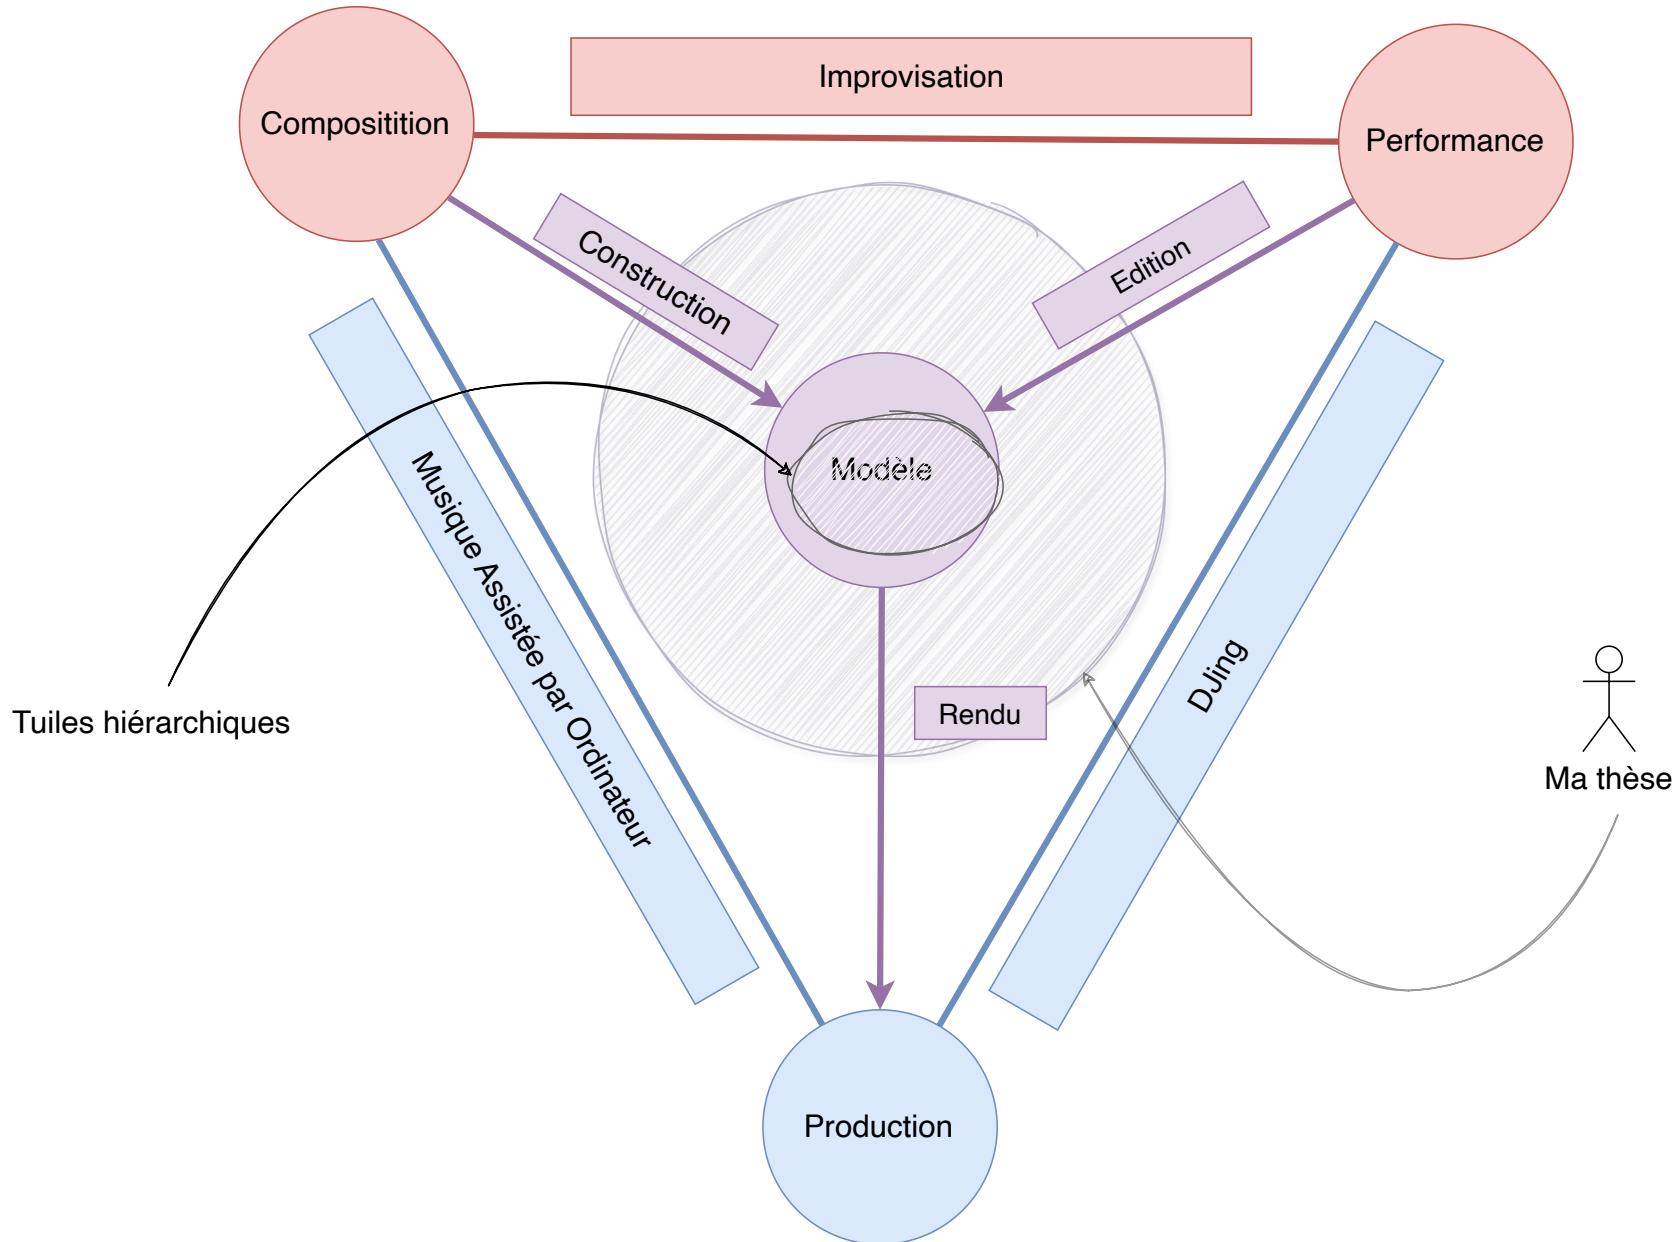 Improvisation
Compositition
Performance
Construction
Edition
Modèle
Musique Assistée par Ordinateur
DJing
Rendu
Tuiles hiérarchiques
Ma thèse
Production